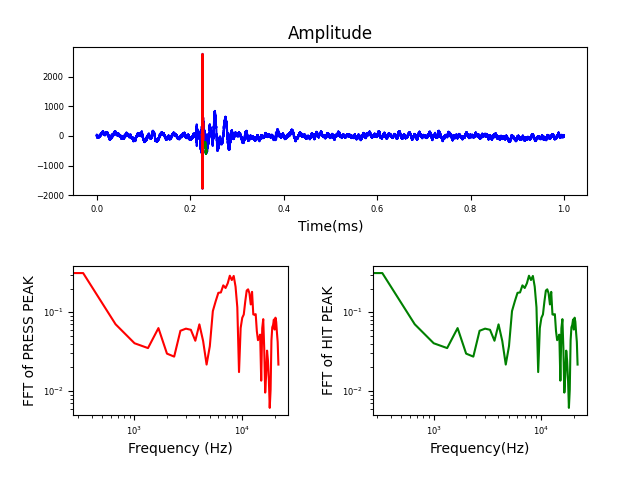 Amplitude
2000
1000
0
−1000
−2000
0.0 0.2 0.4 0.6 0.8 1.0
Time(ms)
FFT of PRESS PEAK
10⁻¹
10⁻²
10³ 10⁴
Frequency (Hz)
FFT of HIT PEAK
10⁻¹
10⁻²
10³ 10⁴
Frequency(Hz)